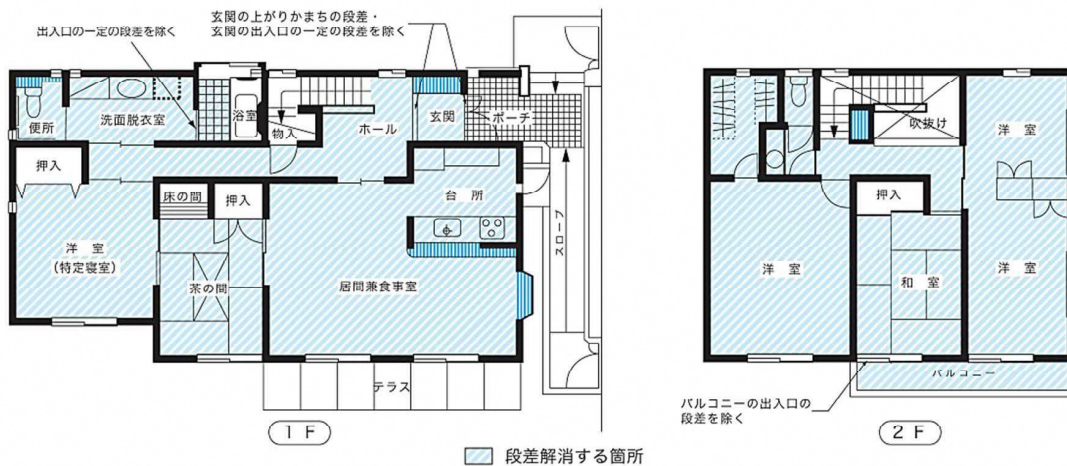 玄関の上がりかまちの段差・
玄関の出入口の一定の段差を除く
出入口の一定の段差を除く
便所
洗面脱衣室
浴室
物入
ホール
玄関
ポーチ
押入
床の間
押入
台所
洋室
（特定寝室）
茶の間
居間兼食事室
スロープ
テラス
1F
吹抜け
洋室
押入
洋室
和室
洋室
バルコニー
バルコニーの出入口の
段差を除く
2F
段差解消する箇所